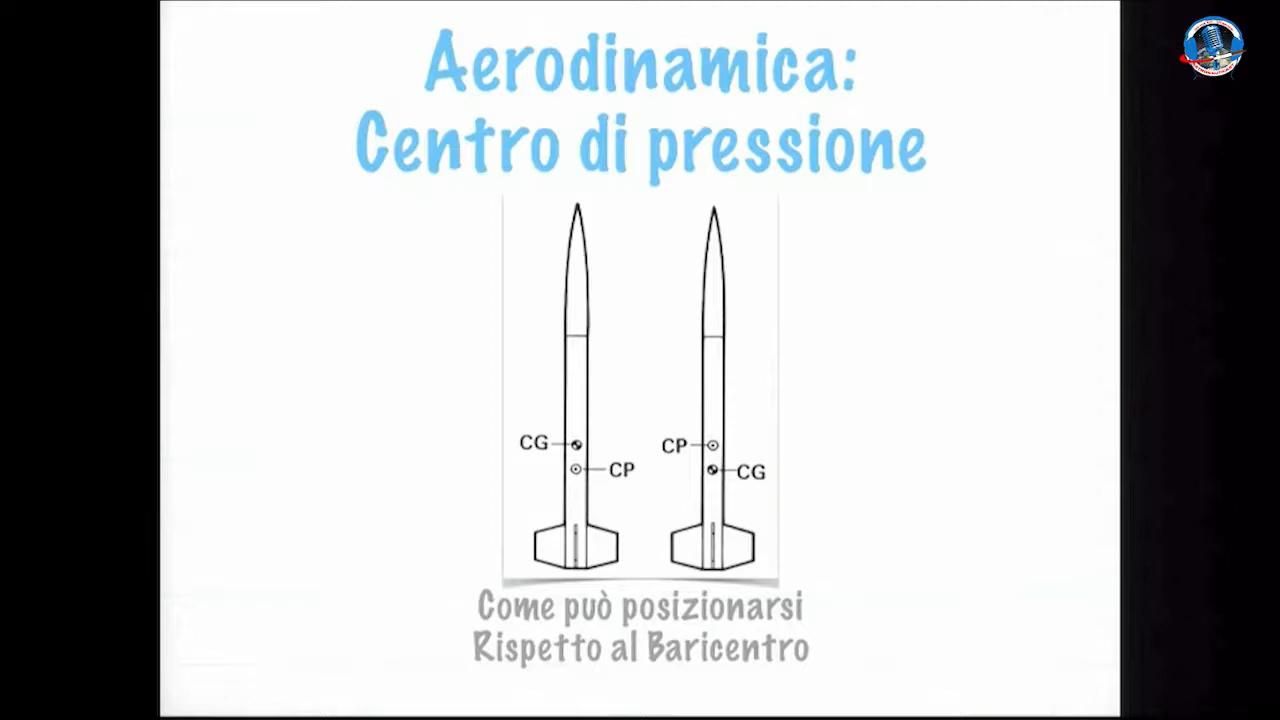 Aerodinamica:
Centro di pressione
CG
CP
CP
CG
Come può posizionarsi
Rispetto al Baricentro